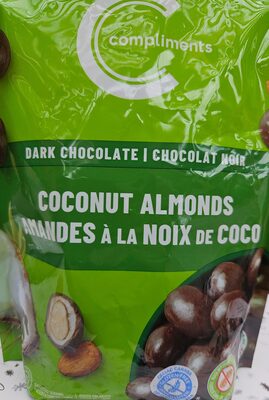 compliments
DARK CHOCOLATE | CHOCOLAT NOIR
COCONUT ALMONDS
AMANDES À LA NOIX DE COCO